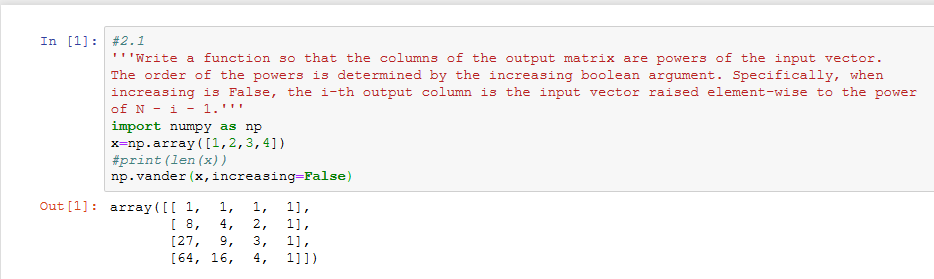 In [1]: #2.1
'''Write a function so that the columns of the output matrix are powers of the input vector.
The order of the powers is determined by the increasing boolean argument. Specifically, when
increasing is False, the i-th output column is the input vector raised element-wise to the power
of N - i - 1.'''
import numpy as np
x=np.array([1,2,3,4])
#print(len(x))
np.vander(x,increasing=False)
Out[1]: array([[ 1,  1,  1,  1],
[ 8,  4,  2,  1],
[27,  9,  3,  1],
[64, 16,  4,  1]])